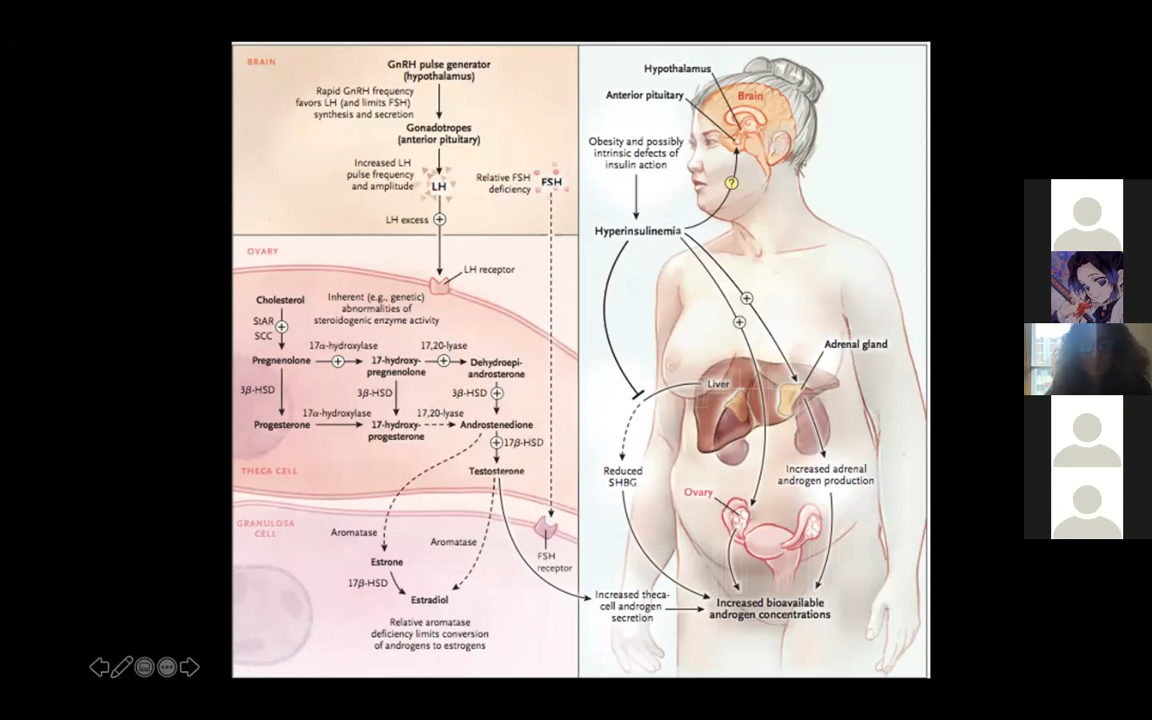 BRAIN
GnRH pulse generator
(hypothalamus)
Rapid GnRH frequency
favors LH (and limits FSH)
synthesis and secretion
Gonadotropes
(anterior pituitary)
Increased LH
pulse frequency
and amplitude
LH
Relative FSH
deficiency
FSH
LH excess
+
OVARY
LH receptor
Cholesterol
Inherent (e.g., genetic)
abnormalities of
steroidogenic enzyme activity
StAR
+
SCC
17α-hydroxylase
17,20-lyase
Pregnenolone
+
17-hydroxy-
pregnenolone
+
Dehydroepi-
androsterone
3β-HSD
3β-HSD
3β-HSD
+
17α-hydroxylase
17,20-lyase
Progesterone
17-hydroxy-
progesterone
Androstenedione
+
17β-HSD
THECA CELL
Testosterone
GRANULOSA
CELL
Aromatase
Aromatase
FSH
receptor
Estrone
17β-HSD
Estradiol
Relative aromatase
deficiency limits conversion
of androgens to estrogens
Hypothalamus
Anterior pituitary
Brain
Obesity and possibly
intrinsic defects of
insulin action
?
Hyperinsulinemia
+
+
Adrenal gland
Liver
Reduced
SHBG
Increased adrenal
androgen production
Ovary
Increased theca-
cell androgen
secretion
Increased bioavailable
androgen concentrations